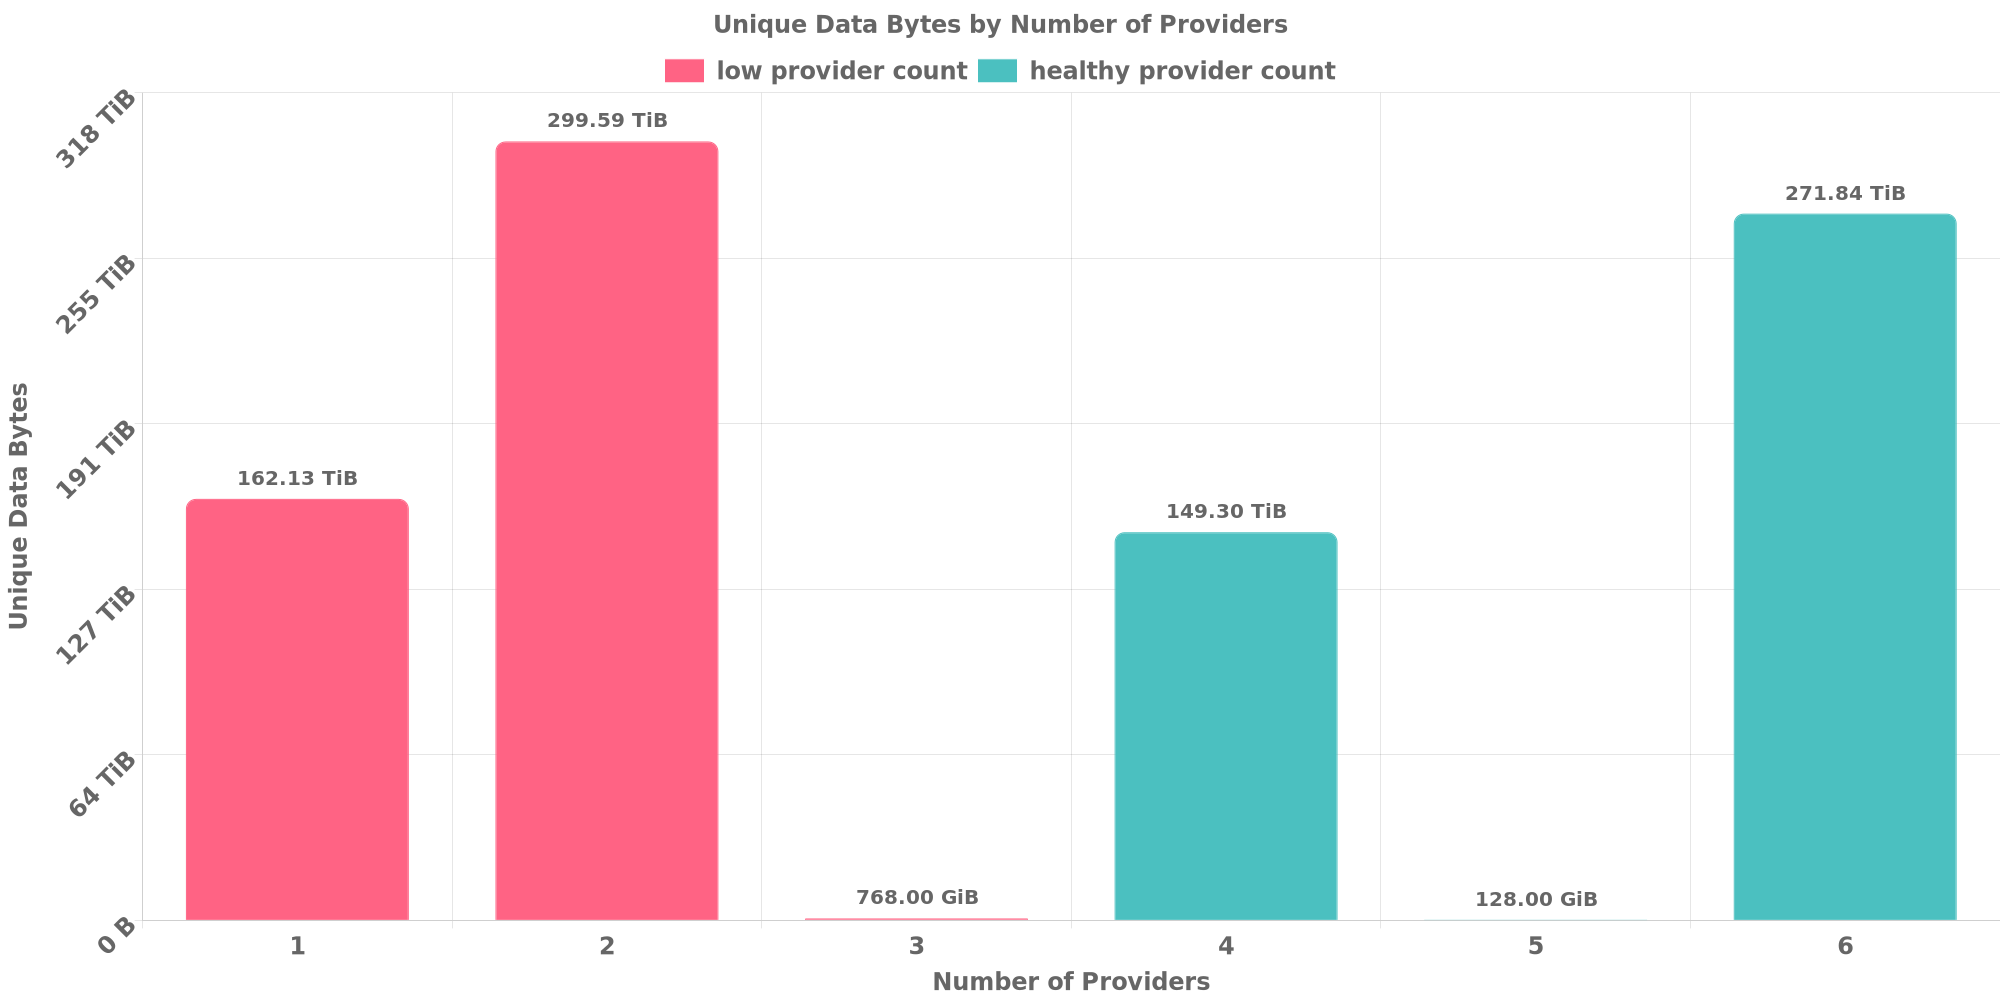 Unique Data Bytes by Number of Providers
low provider count healthy provider count
318 TiB
255 TiB
191 TiB
127 TiB
64 TiB
0 B
Unique Data Bytes
162.13 TiB
299.59 TiB
768.00 GiB
149.30 TiB
128.00 GiB
271.84 TiB
1 2 3 4 5 6
Number of Providers